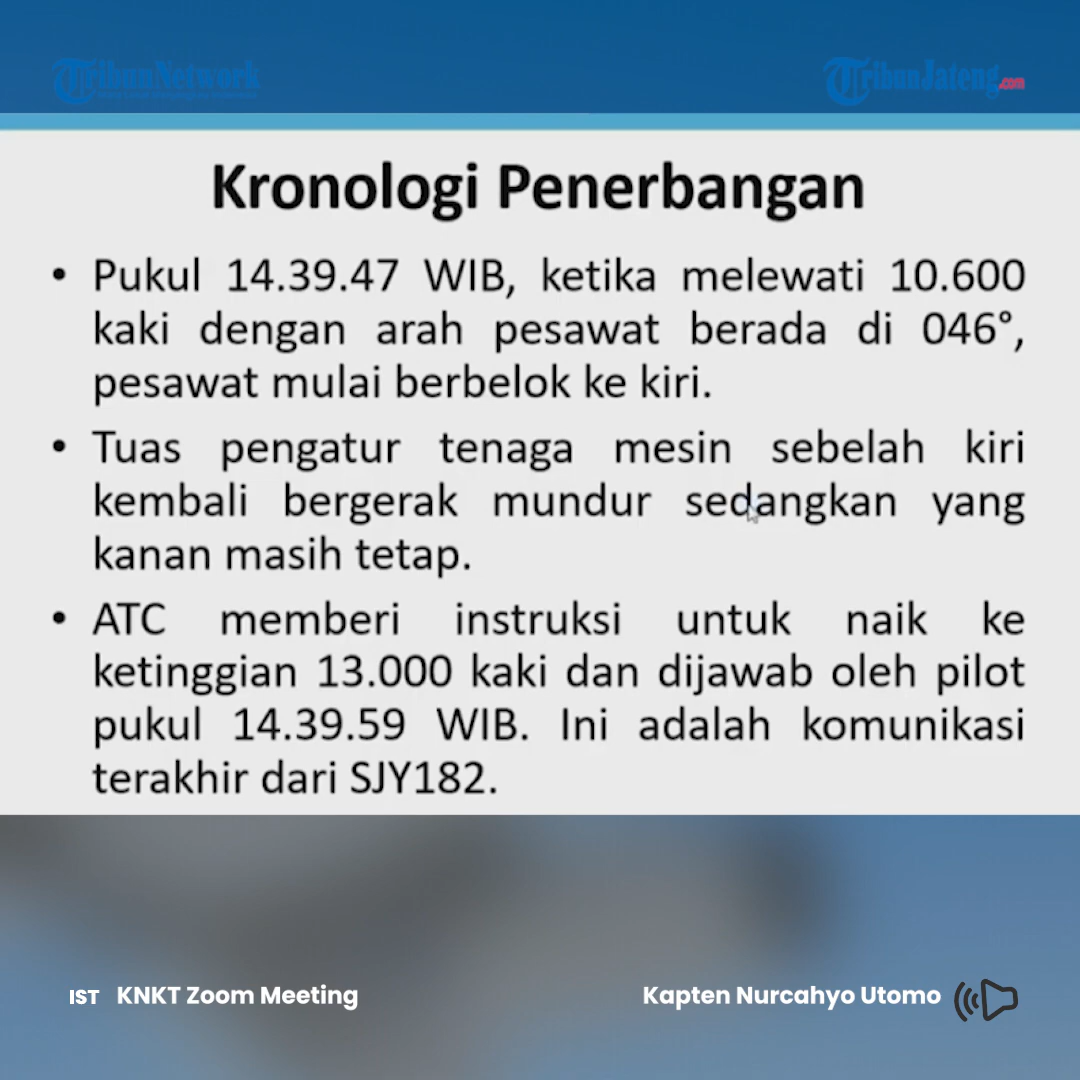 TribunNetwork
TribunJateng.com
Kronologi Penerbangan
• Pukul 14.39.47 WIB, ketika melewati 10.600
kaki dengan arah pesawat berada di 046°,
pesawat mulai berbelok ke kiri.
• Tuas pengatur tenaga mesin sebelah kiri
kembali bergerak mundur sedangkan yang
kanan masih tetap.
• ATC memberi instruksi untuk naik ke
ketinggian 13.000 kaki dan dijawab oleh pilot
pukul 14.39.59 WIB. Ini adalah komunikasi
terakhir dari SJY182.
IST KNKT Zoom Meeting
Kapten Nurcahyo Utomo